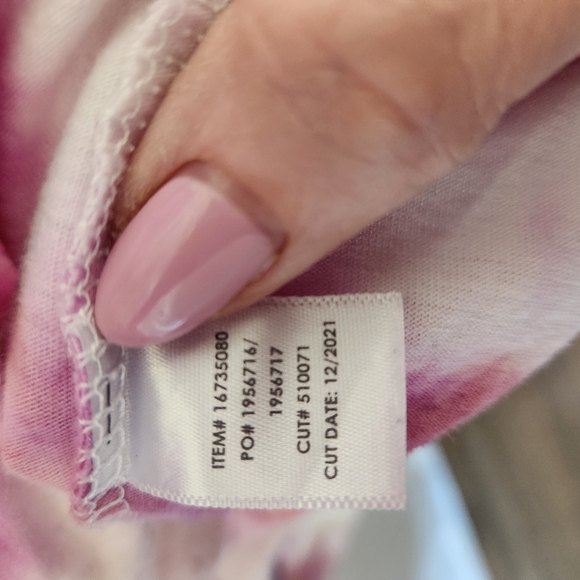 ITEM# 16735080
PO# 1956716/
1956717
CUT# 510071
CUT DATE: 12/2021